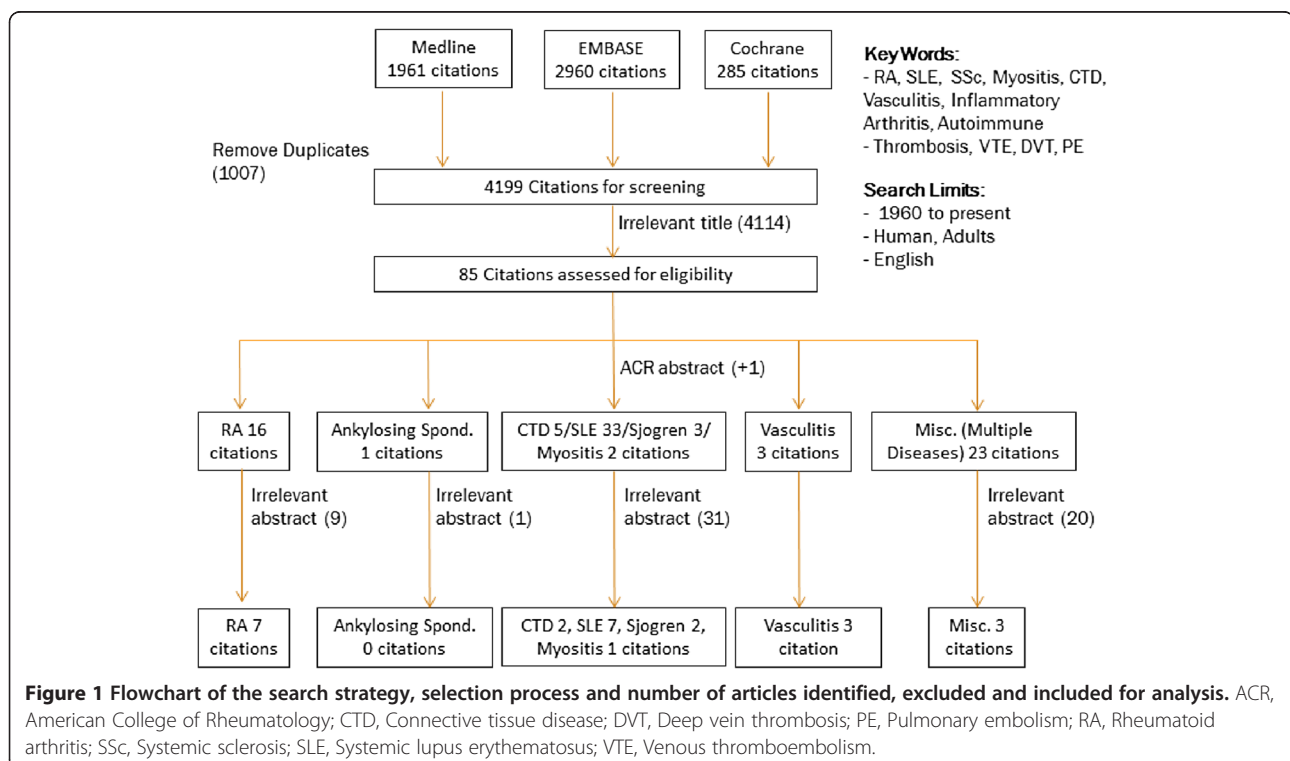 Medline
1961 citations
EMBASE
2960 citations
Cochrane
285 citations
Key Words:
- RA, SLE, SSc, Myositis, CTD,
Vasculitis, Inflammatory
Arthritis, Autoimmune
- Thrombosis, VTE, DVT, PE
Remove Duplicates
(1007)
4199 Citations for screening
Search Limits:
- 1960 to present
- Human, Adults
- English
Irrelevant title (4114)
85 Citations assessed for eligibility
ACR abstract (+1)
RA 16
citations
Ankylosing Spond.
1 citations
CTD 5/SLE 33/Sjogren 3/
Myositis 2 citations
Vasculitis
3 citations
Misc. (Multiple
Diseases) 23 citations
Irrelevant
abstract (9)
Irrelevant
abstract (1)
Irrelevant
abstract (31)
Irrelevant
abstract (20)
RA 7
citations
Ankylosing Spond.
0 citations
CTD 2, SLE 7, Sjogren 2,
Myositis 1 citations
Vasculitis 3
citation
Misc. 3
citations
Figure 1 Flowchart of the search strategy, selection process and number of articles identified, excluded and included for analysis. ACR,
American College of Rheumatology; CTD, Connective tissue disease; DVT, Deep vein thrombosis; PE, Pulmonary embolism; RA, Rheumatoid
arthritis; SSc, Systemic sclerosis; SLE, Systemic lupus erythematosus; VTE, Venous thromboembolism.